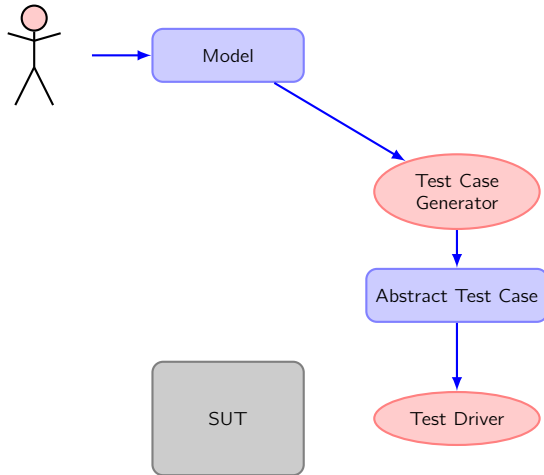 Model
Test Case
Generator
Abstract Test Case
SUT
Test Driver